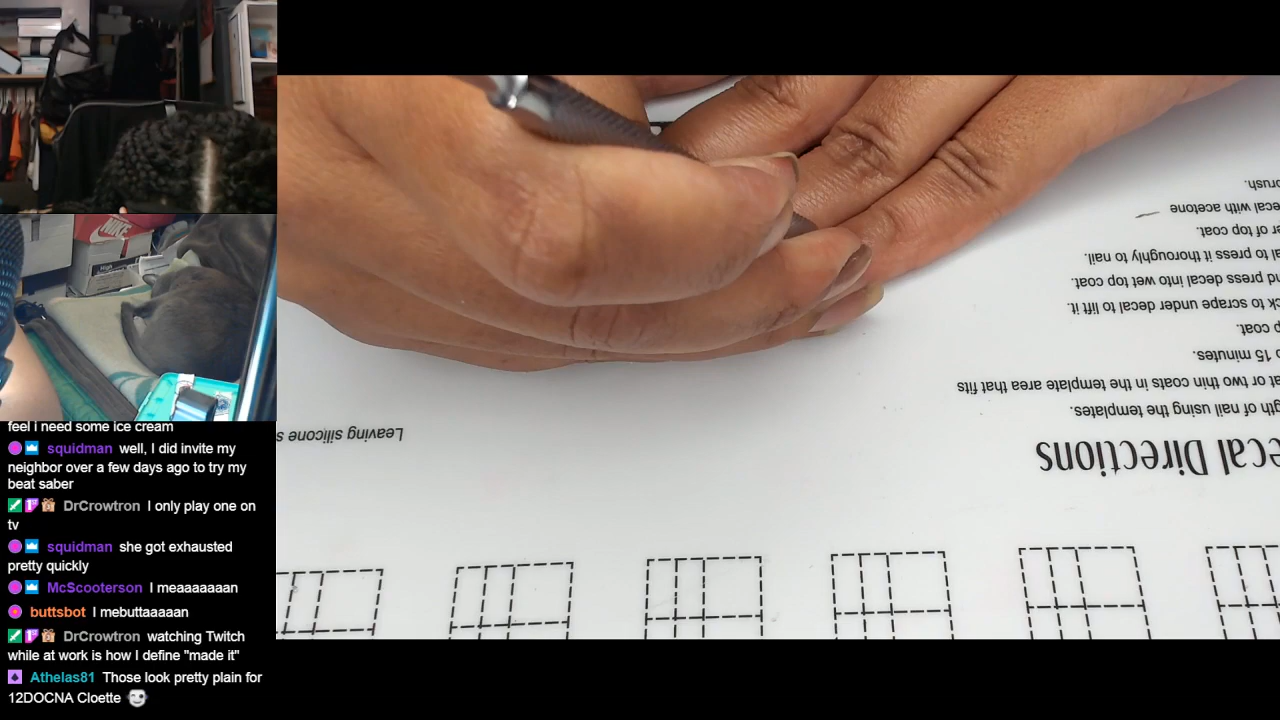 feel i need some ice cream
squidman well, I did invite my
neighbor over a few days ago to try my
beat saber
DrCrowtron I only play one on
tv
squidman she got exhausted
pretty quickly
McScooterson I meaaaaaaan
buttsbot I mebuttaaaaan
DrCrowtron watching Twitch
while at work is how I define "made it"
Athelas81 Those look pretty plain for
12DOCNA Cloette
ecal Directions
gth of nail using the templates.
at or two thin coats in the template area that fits
15 minutes.
coat.
ck to scrape under decal to lift it
d press decal into wet top coat.
al to press it thoroughly to nail.
er of top coat.
ecal with acetone
rush.
Leaving silicone s